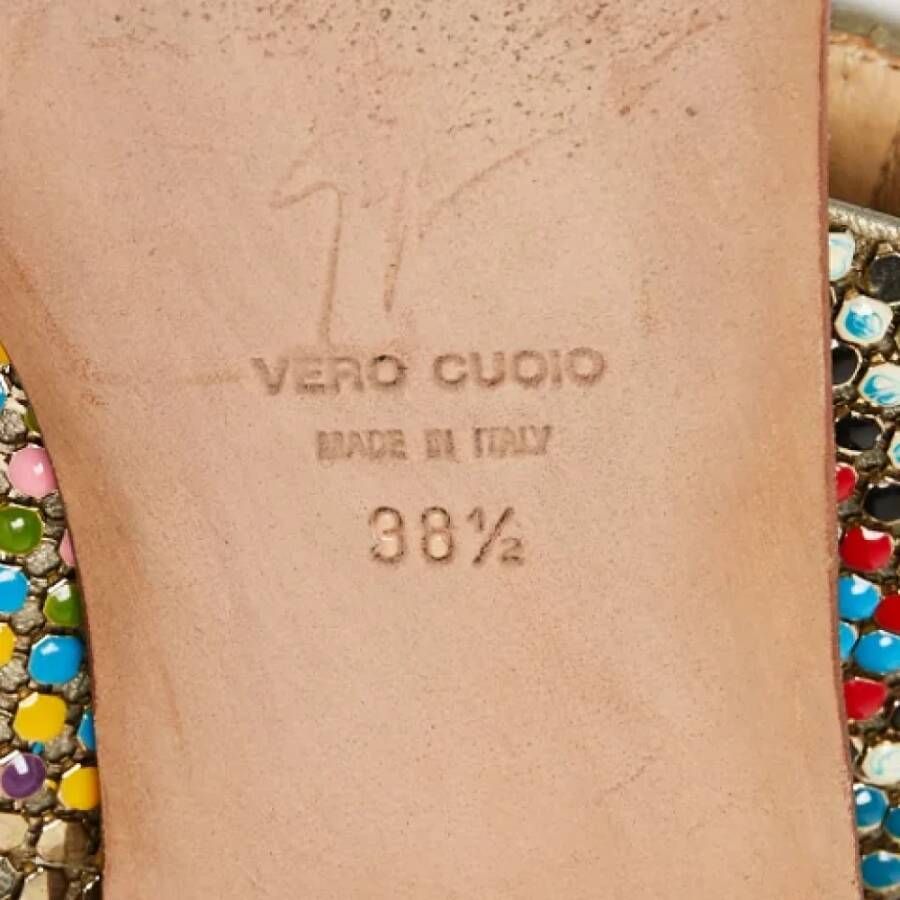 VERO CUOIO
MADE IN ITALY
38½